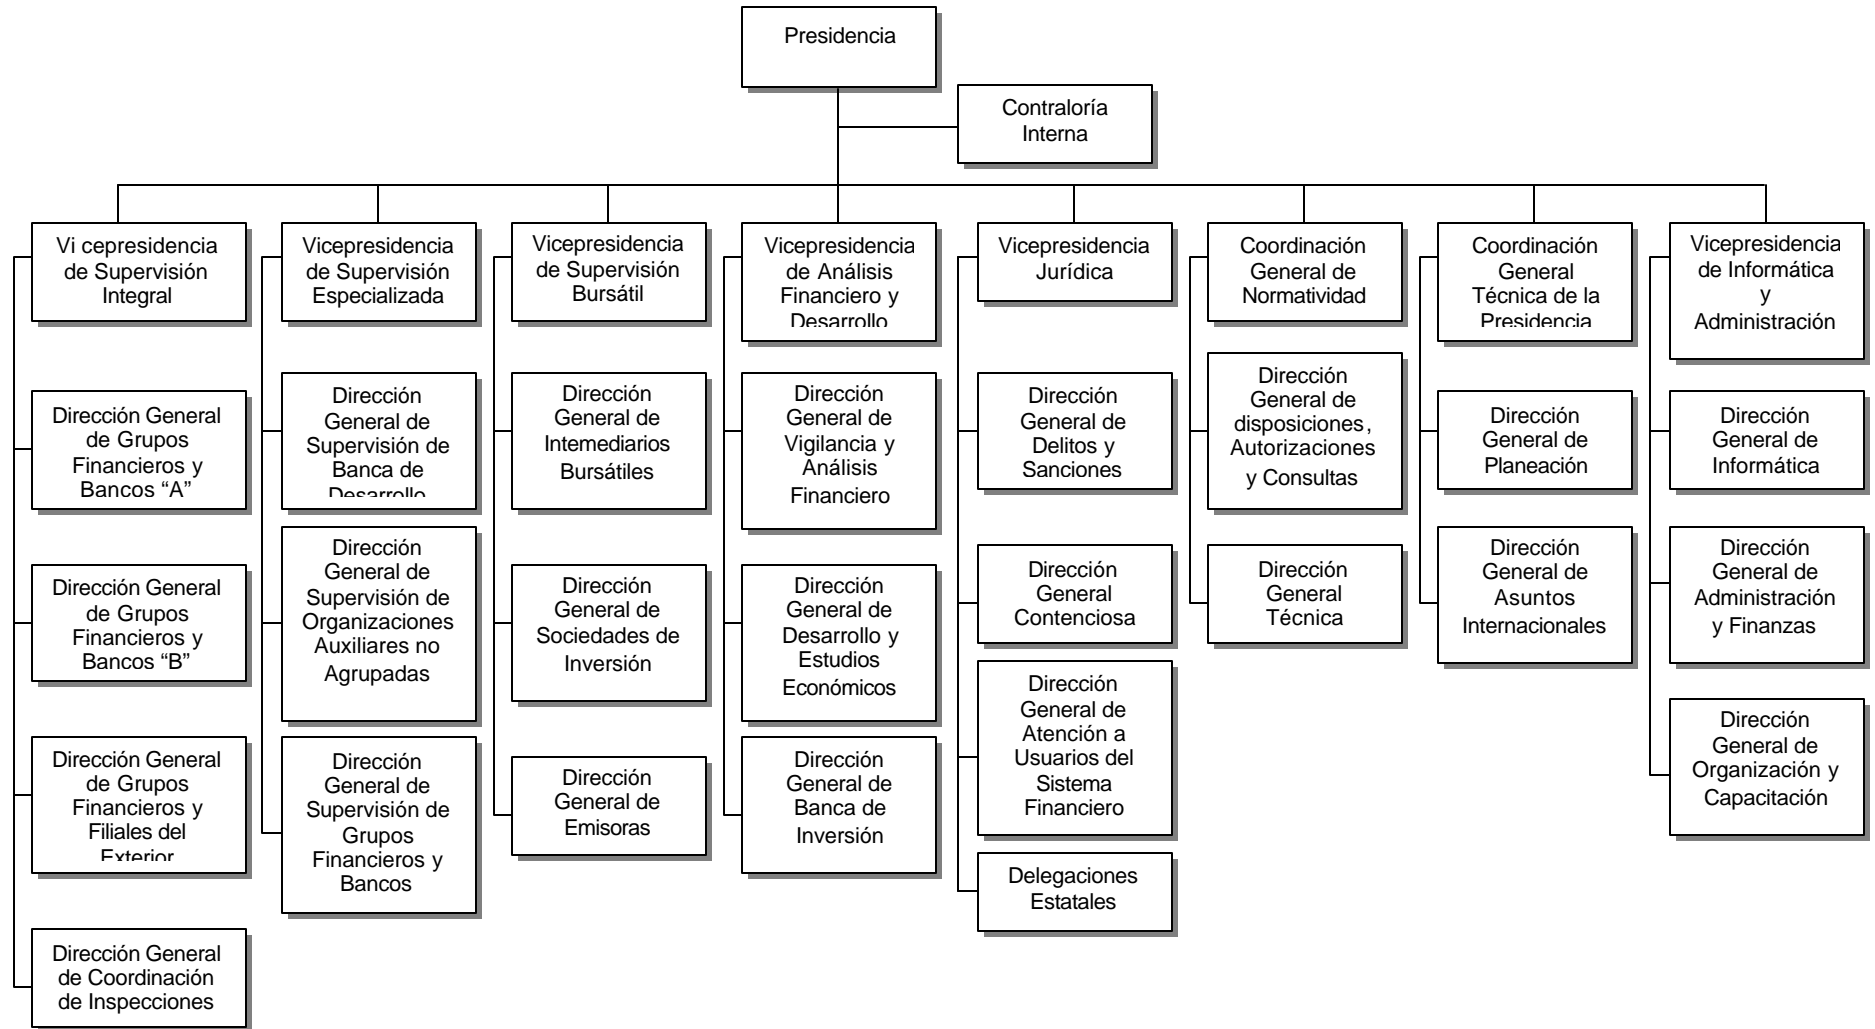 Presidencia
Contraloría
Interna
Vi cepresidencia
de Supervisión
Integral
Dirección General
de Grupos
Financieros y
Bancos “A”
Dirección General
de Grupos
Financieros y
Bancos “B”
Dirección General
de Grupos
Financieros y
Filiales del
Exterior
Dirección General
de Coordinación
de Inspecciones
Vicepresidencia
de Supervisión
Especializada
Dirección
General de
Supervisión de
Banca de
Desarrollo
Dirección
General de
Supervisión de
Organizaciones
Auxiliares no
Agrupadas
Dirección
General de
Supervisión de
Grupos
Financieros y
Bancos
Vicepresidencia
de Supervisión
Bursátil
Dirección
General de
Intemediarios
Bursátiles
Dirección
General de
Sociedades de
Inversión
Dirección
General de
Emisoras
Vicepresidencia
de Análisis
Financiero y
Desarrollo
Dirección
General de
Vigilancia y
Análisis
Financiero
Dirección
General de
Desarrollo y
Estudios
Económicos
Dirección
General de
Banca de
Inversión
Vicepresidencia
Jurídica
Dirección
General de
Delitos y
Sanciones
Dirección
General
Contenciosa
Dirección
General de
Atención a
Usuarios del
Sistema
Financiero
Delegaciones
Estatales
Coordinación
General de
Normatividad
Dirección
General de
disposiciones,
Autorizaciones
y Consultas
Dirección
General
Técnica
Coordinación
General
Técnica de la
Presidencia
Dirección
General de
Planeación
Dirección
General de
Asuntos
Internacionales
Vicepresidencia
de Informática
y
Administración
Dirección
General de
Informática
Dirección
General de
Administración
y Finanzas
Dirección
General de
Organización y
Capacitación